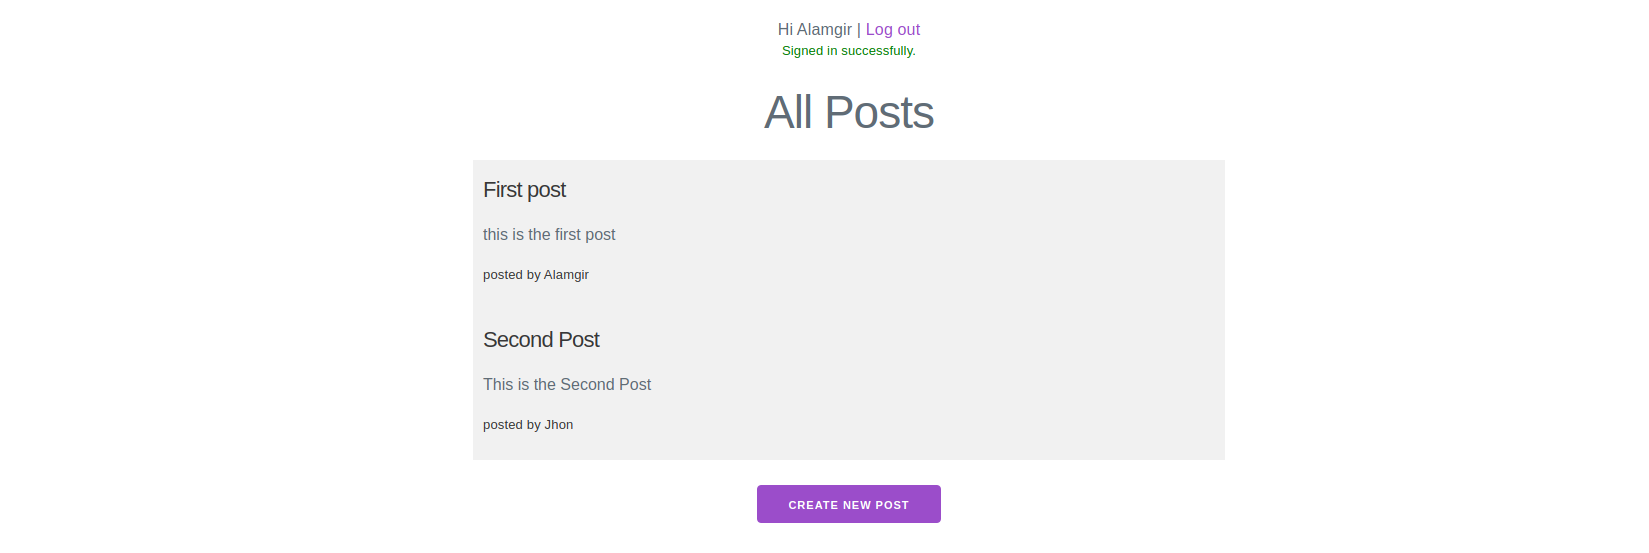 Hi Alamgir | Log out
Signed in successfully.
All Posts
First post
this is the first post
posted by Alamgir
Second Post
This is the Second Post
posted by Jhon
CREATE NEW POST